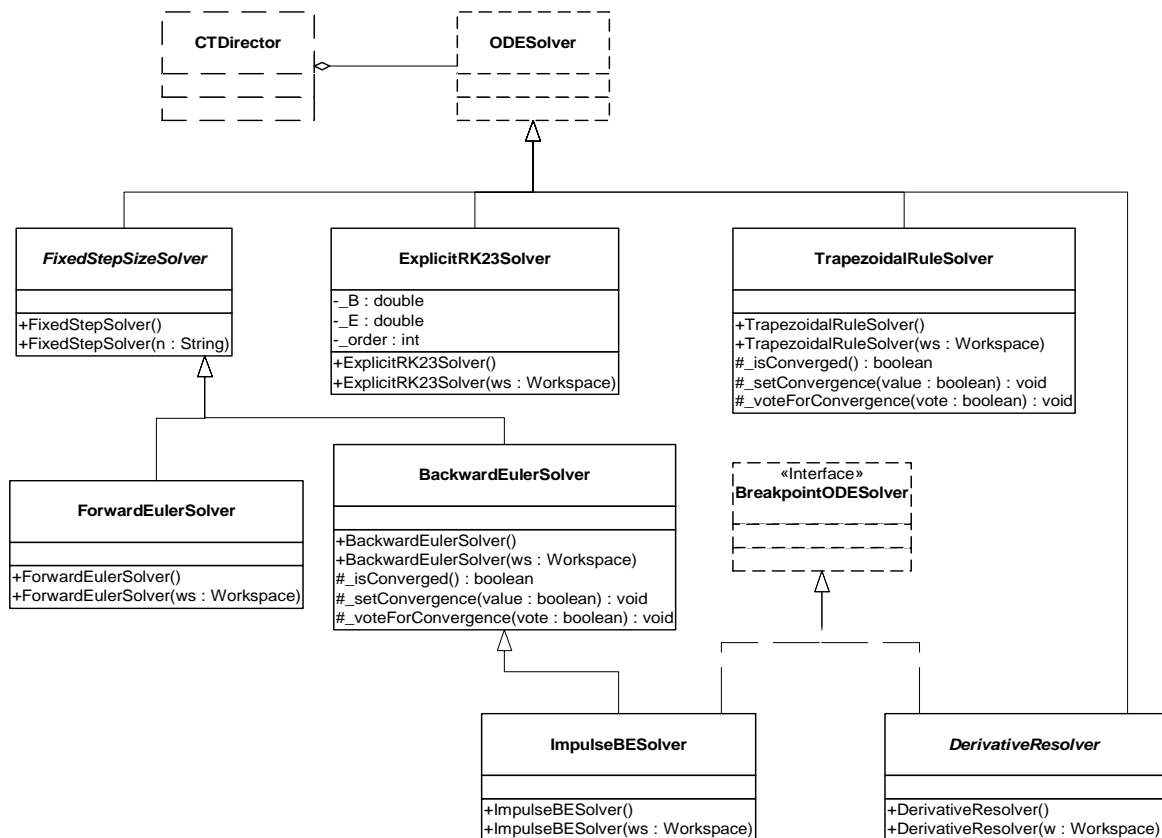 CTDirector
ODESolver
FixedStepSizeSolver
+FixedStepSolver()
+FixedStepSolver(n : String)
ExplicitRK23Solver
-_B : double
-_E : double
-_order : int
+ExplicitRK23Solver()
+ExplicitRK23Solver(ws : Workspace)
TrapezoidalRuleSolver
+TrapezoidalRuleSolver()
+TrapezoidalRuleSolver(ws : Workspace)
#_isConverged() : boolean
#_setConvergence(value : boolean) : void
#_voteForConvergence(vote : boolean) : void
ForwardEulerSolver
+ForwardEulerSolver()
+ForwardEulerSolver(ws : Workspace)
BackwardEulerSolver
+BackwardEulerSolver()
+BackwardEulerSolver(ws : Workspace)
#_isConverged() : boolean
#_setConvergence(value : boolean) : void
#_voteForConvergence(vote : boolean) : void
«Interface»
BreakpointODESolver
ImpulseBESolver
+ImpulseBESolver()
+ImpulseBESolver(ws : Workspace)
DerivativeResolver
+DerivativeResolver()
+DerivativeResolver(w : Workspace)